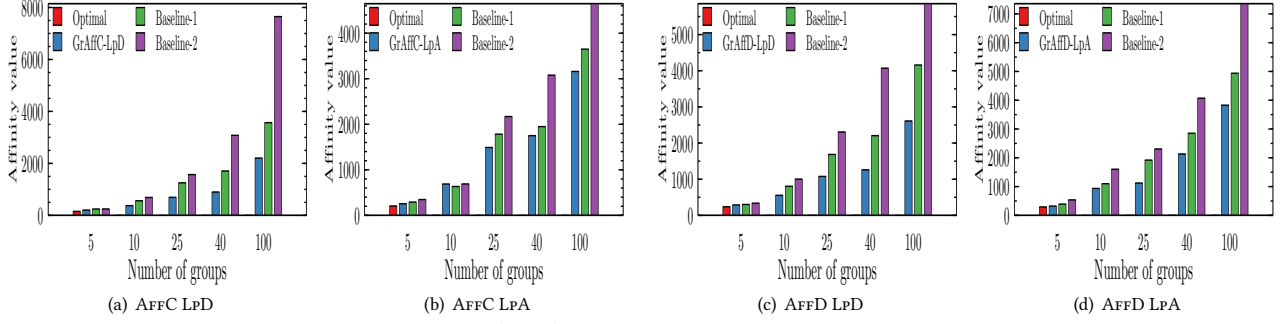 Affinity value
8000
6000
4000
2000
0
Optimal
GrAffC-LpD
Baseline-1
Baseline-2
5 10 25 40 100
Number of groups
(a) AFFC LPD
Affinity value
4000
3000
2000
1000
0
Optimal
GrAffC-LpA
Baseline-1
Baseline-2
5 10 25 40 100
Number of groups
(b) AFFC LPA
Affinity value
5000
4000
3000
2000
1000
0
Optimal
GrAffD-LpD
Baseline-1
Baseline-2
5 10 25 40 100
Number of groups
(c) AFFD LPD
Affinity value
7000
6000
5000
4000
3000
2000
1000
0
Optimal
GrAffD-LpA
Baseline-1
Baseline-2
5 10 25 40 100
Number of groups
(d) AFFD LPA